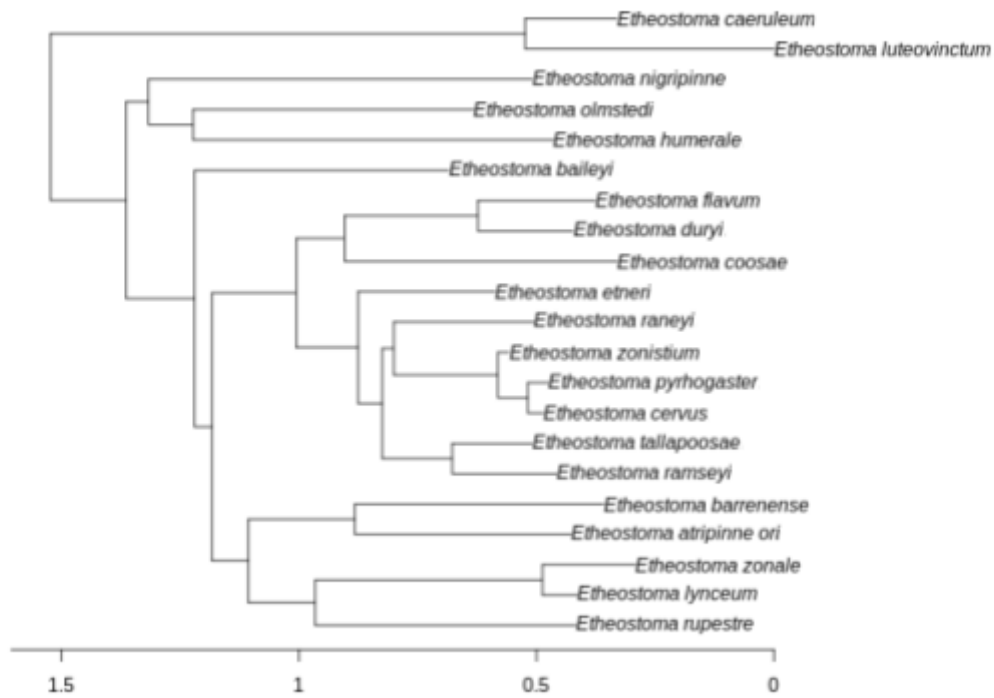 Etheostoma caeruleum
Etheostoma luteovinctum
Etheostoma nigripinne
Etheostoma olmstedi
Etheostoma humerale
Etheostoma baileyi
Etheostoma flavum
Etheostoma duryi
Etheostoma coosae
Etheostoma etneri
Etheostoma raneyi
Etheostoma zonistium
Etheostoma pyrhogaster
Etheostoma cervus
Etheostoma tallapoosae
Etheostoma ramseyi
Etheostoma barrenense
Etheostoma atripinne ori
Etheostoma zonale
Etheostoma lynceum
Etheostoma rupestre
1.5 1 0.5 0